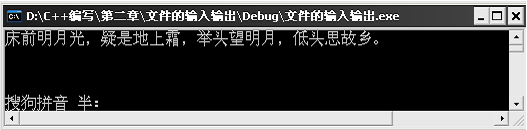 D:\C++编写\第二章\文件的输入输出\Debug\文件的输入输出.exe
床前明月光，疑是地上霜，举头望明月，低头思故乡。
搜狗拼音 半：